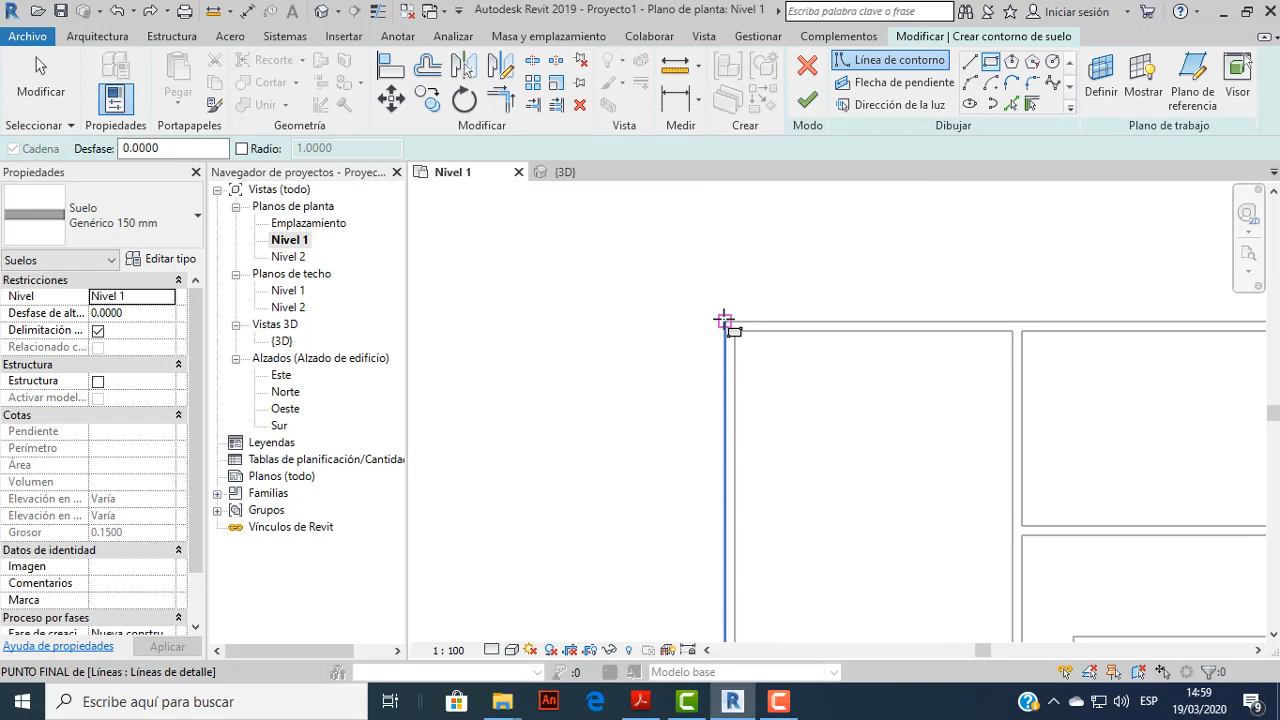 Autodesk Revit 2019 - Proyecto1 - Plano de planta: Nivel 1
Escriba palabra clave o frase
Iniciar sesión
Archivo
Arquitectura
Estructura
Acero
Sistemas
Insertar
Anotar
Analizar
Masa y emplazamiento
Colaborar
Vista
Gestionar
Complementos
Modificar | Crear contorno de suelo
Modificar
Propiedades
Pegar
Recorte
Cortar
Unir
Línea de contorno
Flecha de pendiente
Dirección de la luz
Definir
Mostrar
Plano de
referencia
Visor
Seleccionar
Propiedades
Portapapeles
Geometría
Modificar
Vista
Medir
Crear
Modo
Dibujar
Plano de trabajo
Cadena
Desfase:
0.0000
Radio:
1.0000
Propiedades
Suelo
Genérico 150 mm
Suelos
Editar tipo
Restricciones
Nivel
Nivel 1
Desfase de alt...
0.0000
Delimitación ...
Relacionado c...
Estructura
Estructura
Activar model...
Cotas
Pendiente
Perímetro
Área
Volumen
Elevación en ...
Varía
Elevación en ...
Varía
Grosor
0.1500
Datos de identidad
Imagen
Comentarios
Marca
Proceso por fases
Fase de creaci...
Nueva constru...
Ayuda de propiedades
Aplicar
Navegador de proyectos - Proyec...
Vistas (todo)
Planos de planta
Emplazamiento
Nivel 1
Nivel 2
Planos de techo
Nivel 1
Nivel 2
Vistas 3D
{3D}
Alzados (Alzado de edificio)
Este
Norte
Oeste
Sur
Leyendas
Tablas de planificación/Cantidad
Planos (todo)
Familias
Grupos
Vínculos de Revit
Nivel 1
{3D}
2D
1 : 100
PUNTO FINAL de [Líneas : Líneas de detalle]
:0
Modelo base
:0
Escribe aquí para buscar
An
R
ESP
14:59
19/03/2020
9